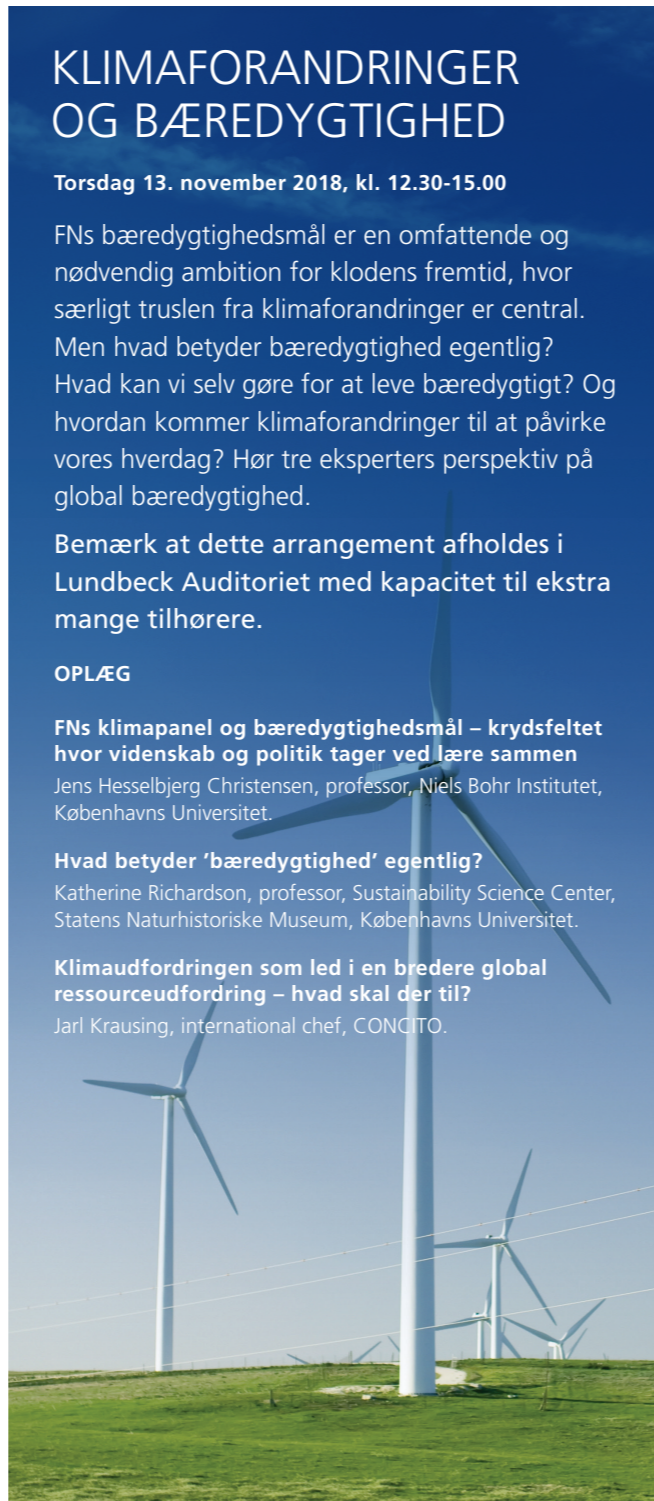 KLIMAFORANDRINGER
OG BÆREDYGTIGHED
Torsdag 13. november 2018, kl. 12.30-15.00
FNs bæredygtighedsmål er en omfattende og
nødvendig ambition for klodens fremtid, hvor
særligt truslen fra klimaforandringer er central.
Men hvad betyder bæredygtighed egentlig?
Hvad kan vi selv gøre for at leve bæredygtigt? Og
hvordan kommer klimaforandringer til at påvirke
vores hverdag? Hør tre eksperters perspektiv på
global bæredygtighed.
Bemærk at dette arrangement afholdes i
Lundbeck Auditoriet med kapacitet til ekstra
mange tilhørere.
OPLÆG
FNs klimapanel og bæredygtighedsmål – krydsfeltet
hvor videnskab og politik tager ved lære sammen
Jens Hesselbjerg Christensen, professor, Niels Bohr Institutet,
Københavns Universitet.
Hvad betyder ’bæredygtighed’ egentlig?
Katherine Richardson, professor, Sustainability Science Center,
Statens Naturhistoriske Museum, Københavns Universitet.
Klimaudfordringen som led i en bredere global
ressourceudfordring – hvad skal der til?
Jarl Krausing, international chef, CONCITO.